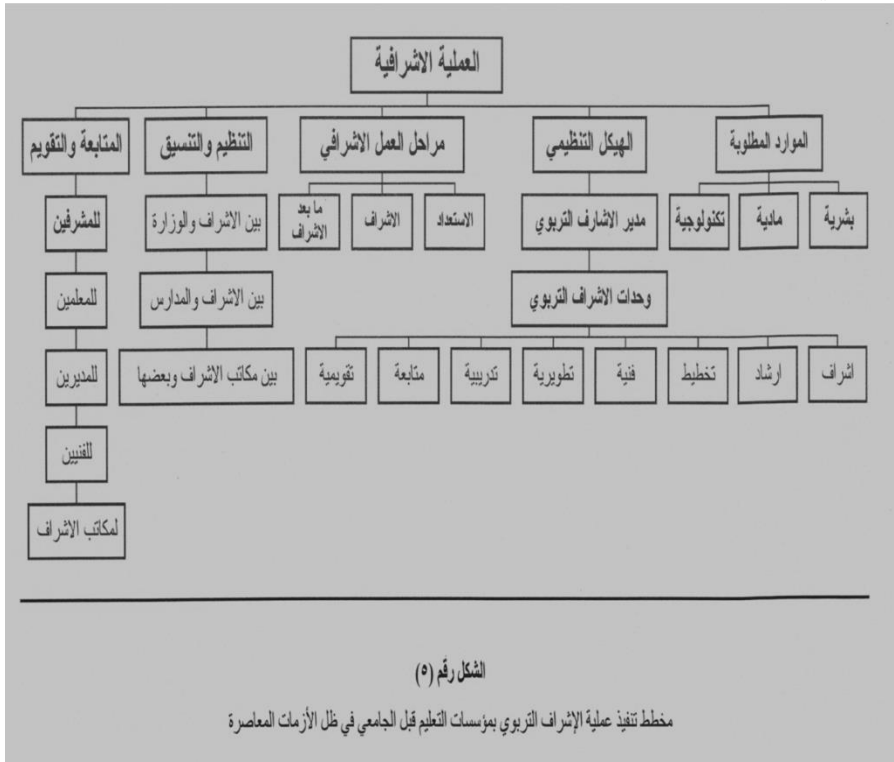 العملية الاشرافية
الموارد المطلوبة
الهيكل التنظيمي
مراحل العمل الاشرافي
التنظيم والتنسيق
المتابعة والتقويم
بشرية
مادية
تكنولوجية
مدير الاشارف التربوي
الاستعداد
الاشراف
ما بعد
الاشراف
بين الاشراف والوزارة
للمشرفين
وحدات الاشراف التربوي
بين الاشراف والمدارس
للمعلمين
اشراف
ارشاد
تخطيط
فنية
تطويرية
تدريبية
متابعة
تقويمية
بين مكاتب الاشراف وبعضها
للمديرين
للفنيين
لمكاتب الاشراف
الشكل رقم (٥)
مخطط تنفيذ عملية الإشراف التربوي بمؤسسات التعليم قبل الجامعي في ظل الأزمات المعاصرة